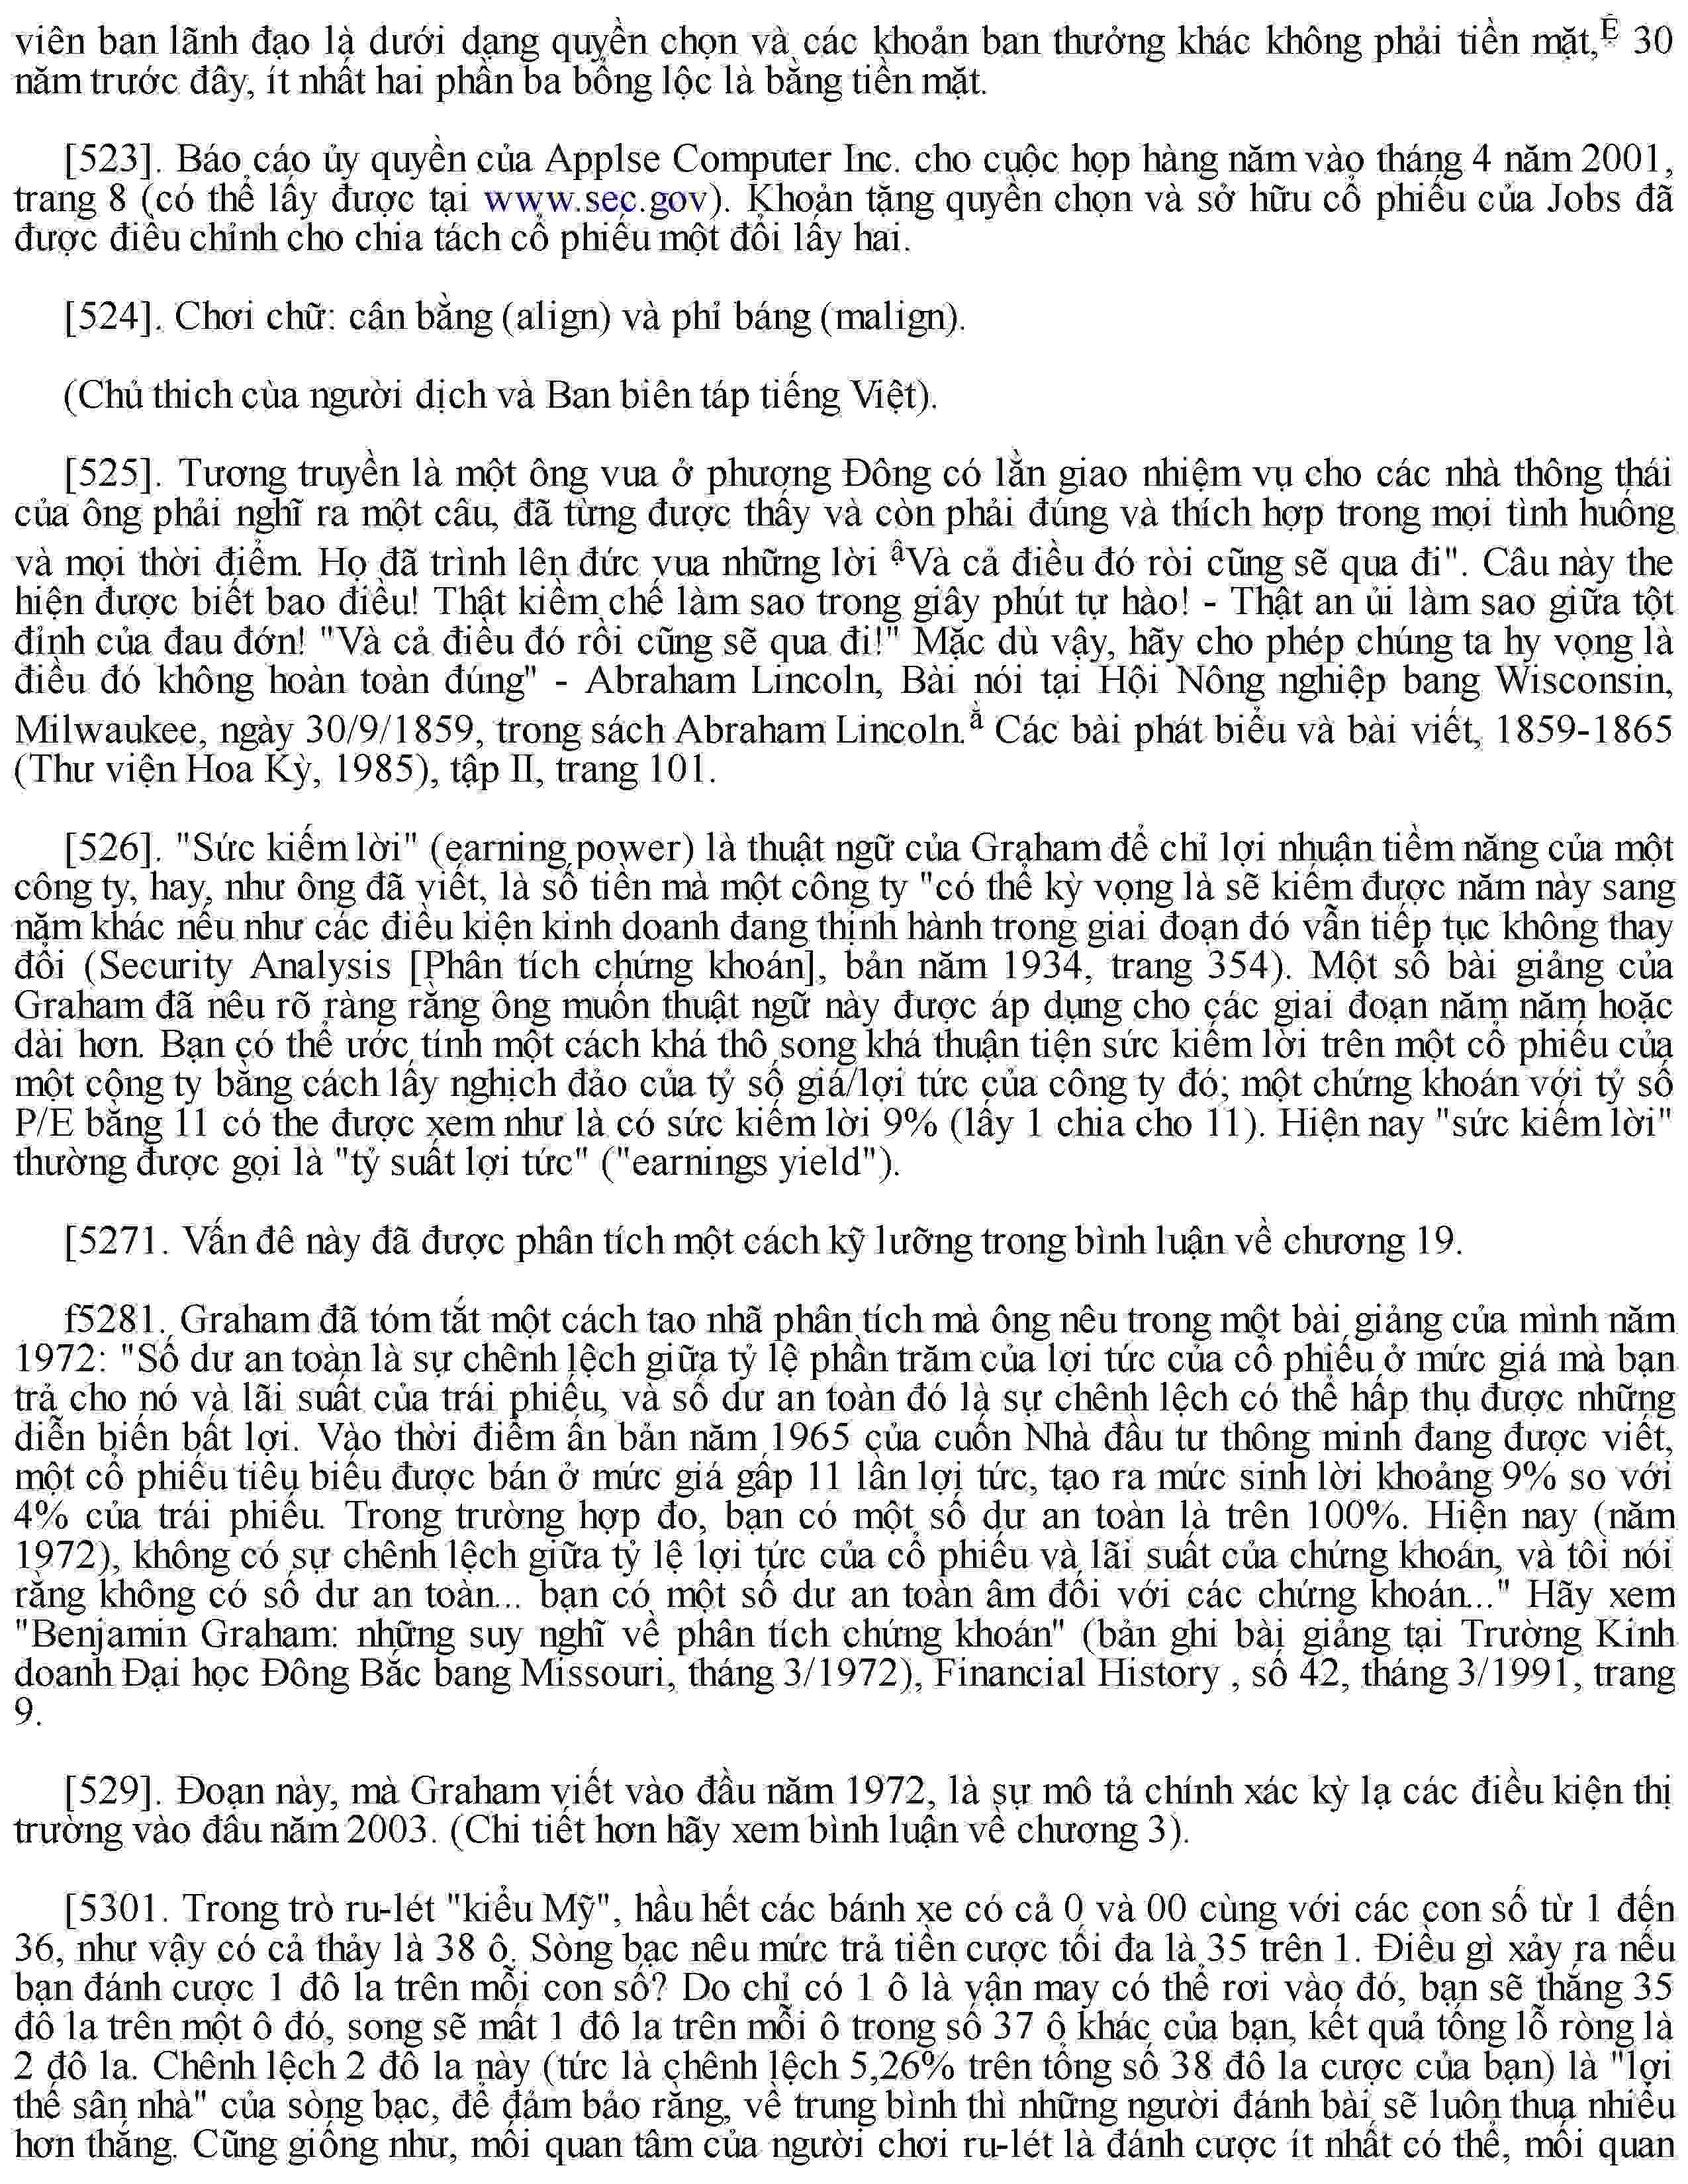 viên ban lãnh đạo là dưới dạng quyền chọn và các khoản ban thưởng khác không phải tiền mặt,Ê 30
năm trước đây, ít nhất hai phần ba bổng lộc là bằng tiền mặt.
[523]. Báo cáo ủy quyền của Applse Computer Inc. cho cuộc họp hàng năm vào tháng 4 năm 2001,
trang 8 (có thể lấy được tại www.sec.gov). Khoản tặng quyền chọn và sở hữu cổ phiếu của Jobs đã
được điều chỉnh cho chia tách cổ phiếu một đổi lấy hai.
[524]. Chơi chữ: cân bằng (align) và phỉ báng (malign).
(Chủ thich cùa người dịch và Ban biên táp tiếng Việt).
[525]. Tương truyền là một ông vua ở phương Đông có lần giao nhiệm vụ cho các nhà thông thái
của ông phải nghĩ ra một câu, đã từng được thấy và còn phải đúng và thích hợp trong mọi tình huống
và mọi thời điểm. Họ đã trình lên đức vua những lời ậVà cả điều đó ròi cũng sẽ qua đi". Câu này the
hiện được biết bao điều! Thật kiềm chế làm sao trong giây phút tự hào! - Thật an ủi làm sao giữa tột
đỉnh của đau đớn! "Và cả điều đó rồi cũng sẽ qua đi!" Mặc dù vậy, hãy cho phép chúng ta hy vọng là
điều đó không hoàn toàn đúng" - Abraham Lincoln, Bài nói tại Hội Nông nghiệp bang Wisconsin,
Milwaukee, ngày 30/9/1859, trong sách Abraham Lincoln.ằ Các bài phát biểu và bài viết, 1859-1865
(Thư viện Hoa Kỳ, 1985), tập II, trang 101.
[526]. "Sức kiếm lời" (earning power) là thuật ngữ của Graham để chỉ lợi nhuận tiềm năng của một
công ty, hay, như ông đã viết, là số tiền mà một công ty "có thể kỳ vọng là sẽ kiếm được năm này sang
năm khác nếu như các điều kiện kinh doanh đang thịnh hành trong giai đoạn đó vẫn tiếp tục không thay
đổi (Security Analysis [Phân tích chứng khoán], bản năm 1934, trang 354). Một số bài giảng của
Graham đã nêu rõ ràng rằng ông muốn thuật ngữ này được áp dụng cho các giai đoạn năm năm hoặc
dài hơn. Bạn có thể ước tính một cách khá thô song khá thuận tiện sức kiếm lời trên một cổ phiếu của
một công ty bằng cách lấy nghịch đảo của tỷ số giá/lợi tức của công ty đó; một chứng khoán với tỷ số
P/E bằng 11 có the được xem như là có sức kiếm lời 9% (lấy 1 chia cho 11). Hiện nay "sức kiếm lời"
thường được gọi là "tỷ suất lợi tức" ("earnings yield").
[5271. Vấn đê này đã được phân tích một cách kỹ lưỡng trong bình luận về chương 19.
f5281. Graham đã tóm tắt một cách tao nhã phân tích mà ông nêu trong một bài giảng của mình năm
1972: "Số dư an toàn là sự chênh lệch giữa tỷ lệ phần trăm của lợi tức của cổ phiếu ở mức giá mà bạn
trả cho nó và lãi suất của trái phiếu, và số dư an toàn đó là sự chênh lệch có thể hấp thụ được những
diễn biến bất lợi. Vào thời điểm ấn bản năm 1965 của cuốn Nhà đầu tư thông minh đang được viết,
một cổ phiếu tiêu biểu được bán ở mức giá gấp 11 lần lợi tức, tạo ra mức sinh lời khoảng 9% so với
4% của trái phiếu. Trong trường hợp đo, bạn có một số dư an toàn là trên 100%. Hiện nay (năm
1972), không có sự chênh lệch giữa tỷ lệ lợi tức của cổ phiếu và lãi suất của chứng khoán, và tôi nói
rằng không có số dư an toàn... bạn có một số dư an toàn âm đối với các chứng khoán..." Hãy xem
"Benjamin Graham: những suy nghĩ về phân tích chứng khoán" (bản ghi bài giảng tại Trường Kinh
doanh Đại học Đông Bắc bang Missouri, tháng 3/1972), Financial History , số 42, tháng 3/1991, trang
9.
[529]. Đoạn này, mà Graham viết vào đầu năm 1972, là sự mô tả chính xác kỳ lạ các điều kiện thị
trường vào đầu năm 2003. (Chi tiết hơn hãy xem bình luận về chương 3).
[5301. Trong trò ru-lét "kiểu Mỹ", hầu hết các bánh xe có cả 0 và 00 cùng với các con số từ 1 đến
36, như vậy có cả thảy là 38 ô. Sòng bạc nêu mức trả tiền cược tối đa là 35 trên 1. Điều gì xảy ra nếu
bạn đánh cược 1 đô la trên mỗi con số? Do chỉ có 1 ô là vận may có thể rơi vào đó, bạn sẽ thắng 35
đô la trên một ô đó, song sẽ mất 1 đô la trên mỗi ô trong số 37 ô khác của bạn, kết quả tổng lỗ ròng là
2 đô la. Chênh lệch 2 đô la này (tức là chênh lệch 5,26% trên tổng số 38 đô la cược của bạn) là "lợi
thế sân nhà" của sòng bạc, để đảm bảo rằng, về trung bình thì những người đánh bài sẽ luôn thua nhiều
hơn thắng. Cũng giống như, mối quan tâm của người chơi ru-lét là đánh cược ít nhất có thể, mối quan